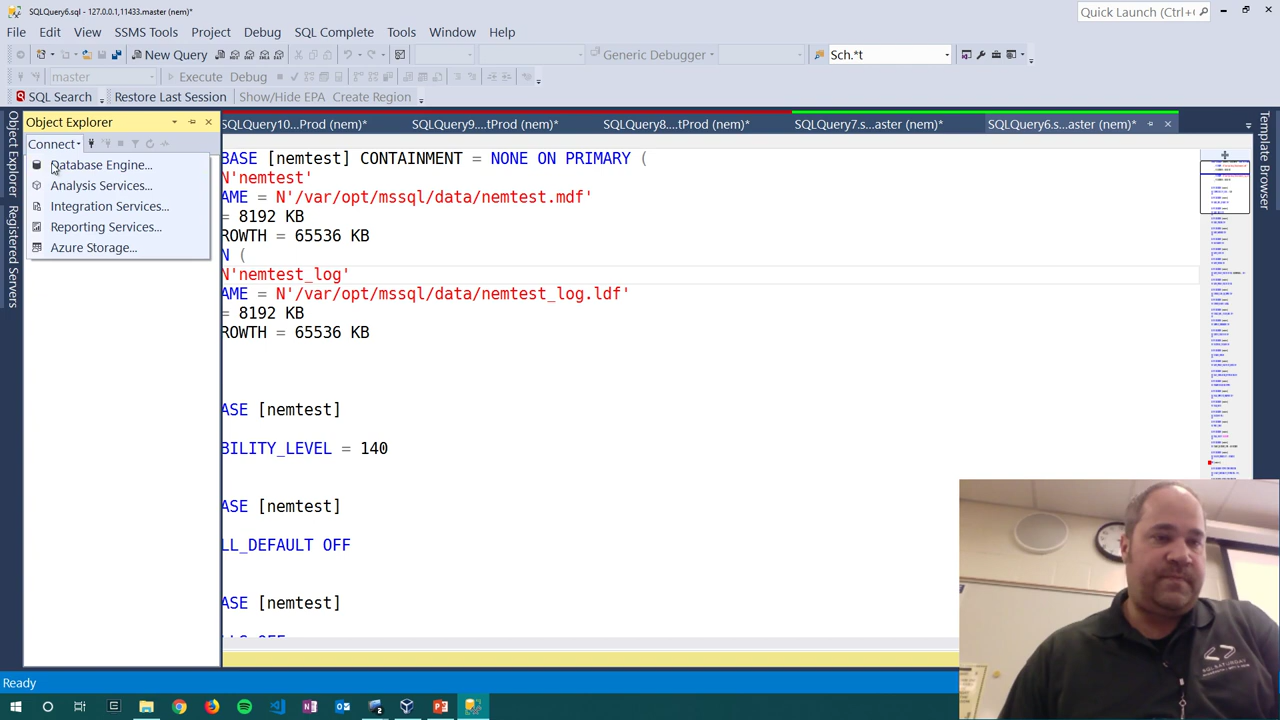 SQLQuery6.sql - 127.0.0.1,11433.master (nem)*
Quick Launch (Ctrl+
File Edit View SSMS Tools Project Debug SQL Complete Tools Window Help
New Query
Generic Debugger
Sch.*t
master
Execute Debug
SQL Search Restore Last Session Show/Hide EPA Create Region
Object Explorer
Registered Servers
Object Explorer
Connect
Database Engine...
Analysis Services...
Integration Services...
Reporting Services...
Azure Storage...
SQLQuery10...Prod (nem)*
SQLQuery9....tProd (nem)*
SQLQuery8....tProd (nem)*
SQLQuery7.s...aster (nem)*
SQLQuery6.s...aster (nem)*
Template Browser
BASE [nemtest] CONTAINMENT = NONE ON PRIMARY (
N'nemtest'
AME = N'/var/opt/mssql/data/nemtest.mdf'
= 8192 KB
ROWTH = 65536 KB
N (
N'nemtest_log'
AME = N'/var/opt/mssql/data/nemtest_log.ldf'
= 8192 KB
ROWTH = 65536 KB
ASE [nemtest]
BILITY_LEVEL = 140
ASE [nemtest]
LL_DEFAULT OFF
ASE [nemtest]
Ready
SQL SATURDAY